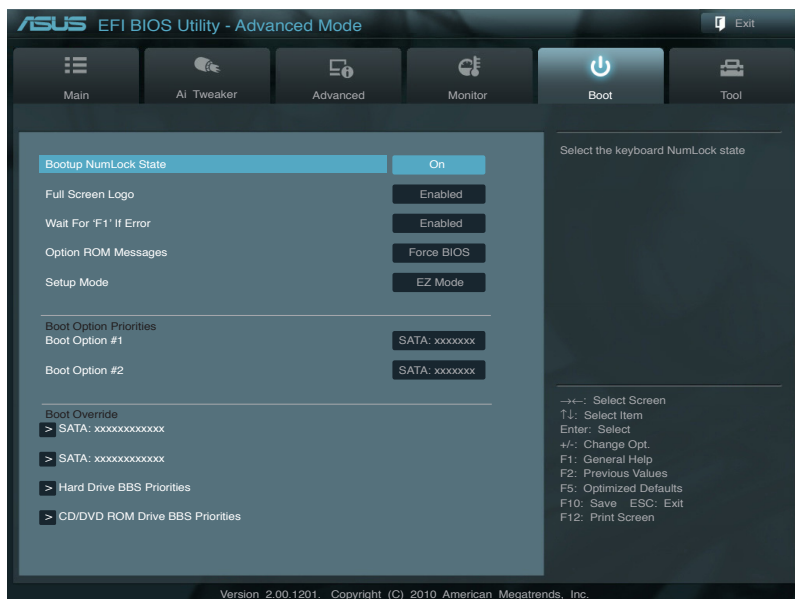 ASUS EFI BIOS Utility - Advanced Mode
Exit
Main Ai Tweaker Advanced Monitor Boot Tool
Bootup NumLock State On
Full Screen Logo Enabled
Wait For ‘F1’ If Error Enabled
Option ROM Messages Force BIOS
Setup Mode EZ Mode
Boot Option Priorities
Boot Option #1 SATA: xxxxxxx
Boot Option #2 SATA: xxxxxxx
Boot Override
> SATA: xxxxxxxxxxxx
> SATA: xxxxxxxxxxxx
> Hard Drive BBS Priorities
> CD/DVD ROM Drive BBS Priorities
Select the keyboard NumLock state
→←: Select Screen
↑↓: Select Item
Enter: Select
+/-: Change Opt.
F1: General Help
F2: Previous Values
F5: Optimized Defaults
F10: Save ESC: Exit
F12: Print Screen
Version 2.00.1201. Copyright (C) 2010 American Megatrends, Inc.